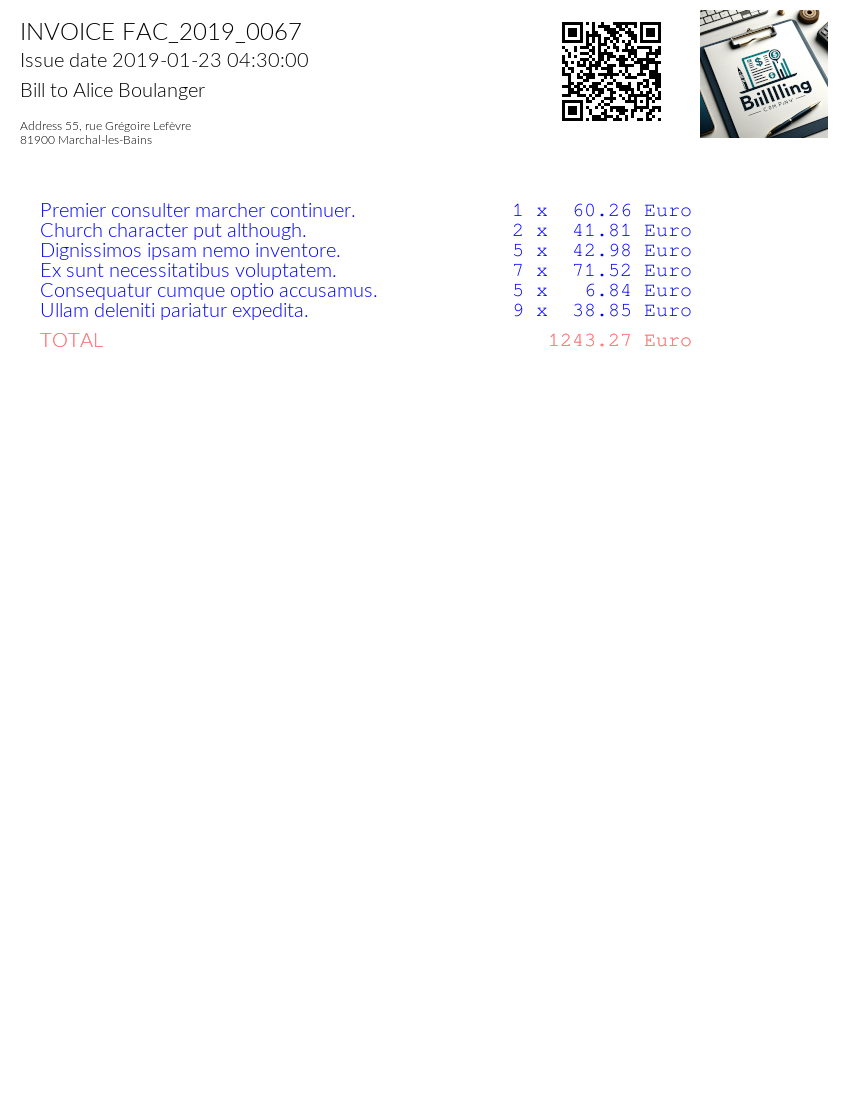 INVOICE FAC_2019_0067
Issue date 2019-01-23 04:30:00
Bill to Alice Boulanger
Address 55, rue Grégoire Lefèvre
81900 Marchal-les-Bains
Biilllling
COMPANY
Premier consulter marcher continuer. 1 x 60.26 Euro
Church character put although. 2 x 41.81 Euro
Dignissimos ipsam nemo inventore. 5 x 42.98 Euro
Ex sunt necessitatibus voluptatem. 7 x 71.52 Euro
Consequatur cumque optio accusamus. 5 x 6.84 Euro
Ullam deleniti pariatur expedita. 9 x 38.85 Euro
TOTAL 1243.27 Euro